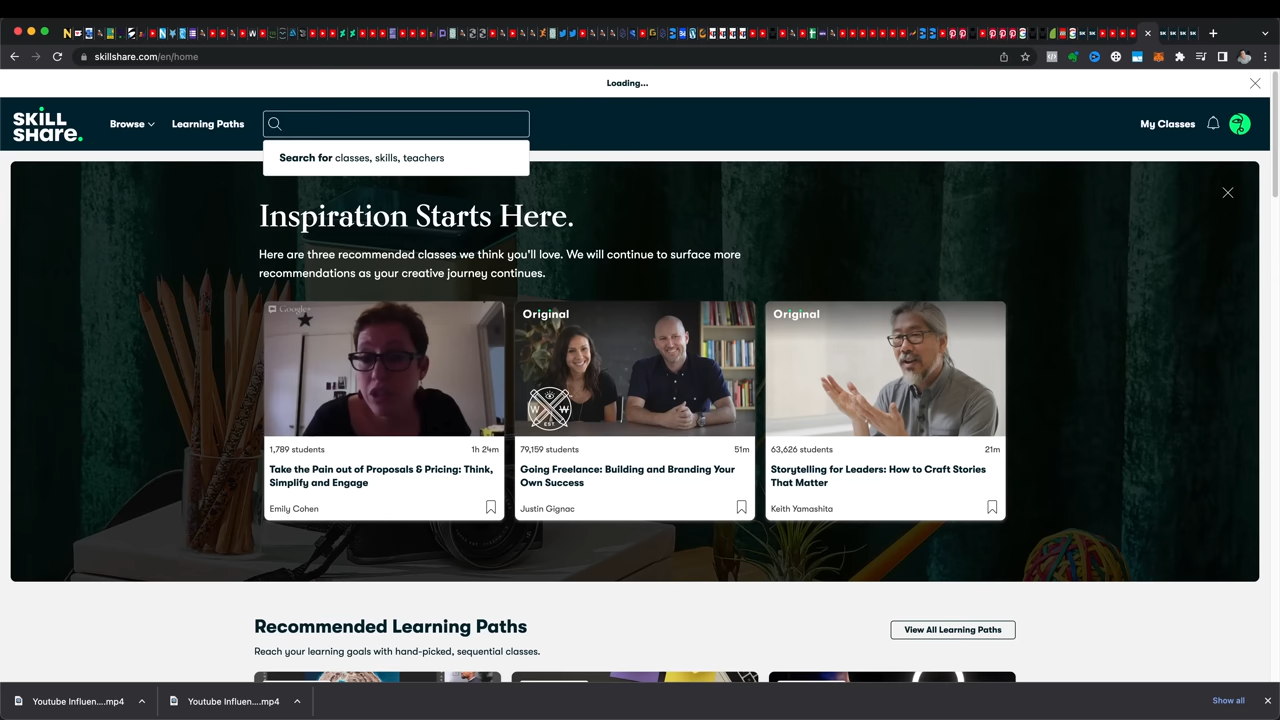 skillshare.com/en/home
Loading...
SKILL
SHare.
Browse
Learning Paths
My Classes
Search for classes, skills, teachers
Inspiration Starts Here.
Here are three recommended classes we think you'll love. We will continue to surface more
recommendations as your creative journey continues.
Google+
1,789 students
1h 24m
Take the Pain out of Proposals & Pricing: Think,
Simplify and Engage
Emily Cohen
Original
W W
EST
79,159 students
51m
Going Freelance: Building and Branding Your
Own Success
Justin Gignac
Original
63,626 students
21m
Storytelling for Leaders: How to Craft Stories
That Matter
Keith Yamashita
Recommended Learning Paths
View All Learning Paths
Reach your learning goals with hand-picked, sequential classes.
Youtube Influen....mp4
Youtube Influen....mp4
Show all